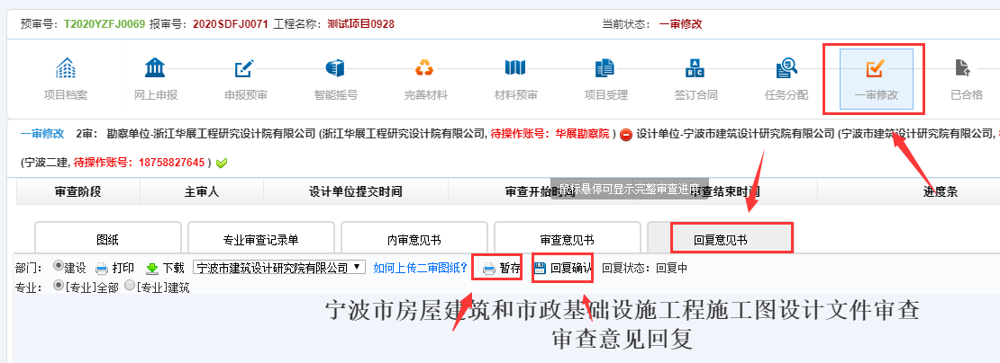 预审号: T2020YZFJ0069 报审号: 2020SDFJ0071 工程名称: 测试项目0928 当前状态: 一审修改
项目档案 网上申报 申报预审 智能摇号 完善材料 材料预审 项目受理 签订合同 任务分配 一审修改 已合格
一审修改 2审: 勘察单位-浙江华展工程研究设计院有限公司 (浙江华展工程研究设计院有限公司, 待操作账号: 华展勘察院 ) 设计单位-宁波市建筑设计研究院有限公司 (宁波市建筑设计研究院有限公司,
(宁波二建, 待操作账号: 18758827645 )
审查阶段 主审人 设计单位提交时间 审查开始时间 审查结束时间 进度条
鼠标悬停可显示完整审查进度
图纸 专业审查记录单 内审意见书 审查意见书 回复意见书
部门: 建设 打印 下载 宁波市建筑设计研究院有限公司 如何上传二审图纸? 暂存 回复确认 回复状态: 回复中
专业: [专业]全部 [专业]建筑
宁波市房屋建筑和市政基础设施工程施工图设计文件审查
审查意见回复